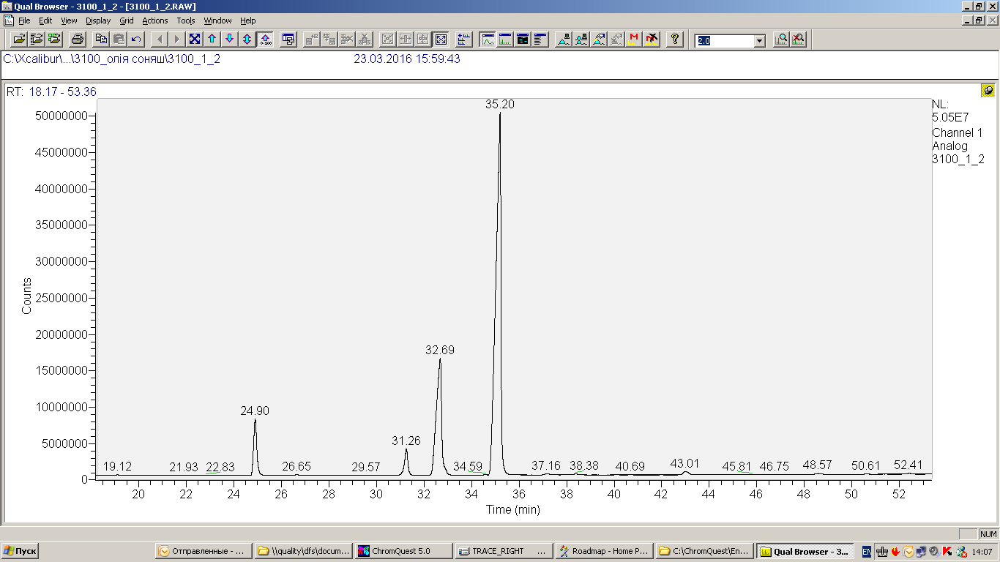 Qual Browser - 3100_1_2 - [3100_1_2.RAW]
File Edit View Display Grid Actions Tools Window Help
2.0
C:\Xcalibur\...\3100_олія соняш\3100_1_2 23.03.2016 15:59:43
RT: 18.17 - 53.36
NL:
5.05E7
Channel 1
Analog
3100_1_2
35.20
50000000
45000000
40000000
35000000
30000000
25000000
20000000
15000000
10000000
5000000
0
Counts
32.69
24.90
31.26
19.12 21.93 22.83 26.65 29.57 34.59 37.16 38.38 40.69 43.01 45.81 46.75 48.57 50.61 52.41
20 22 24 26 28 30 32 34 36 38 40 42 44 46 48 50 52
Time (min)
NUM
Пуск Отправленные - ... \\quality\dfs\docum... ChromQuest 5.0 TRACE_RIGHT ... Roadmap - Home P... C:\ChromQuest\En... Qual Browser - 3... EN 14:07